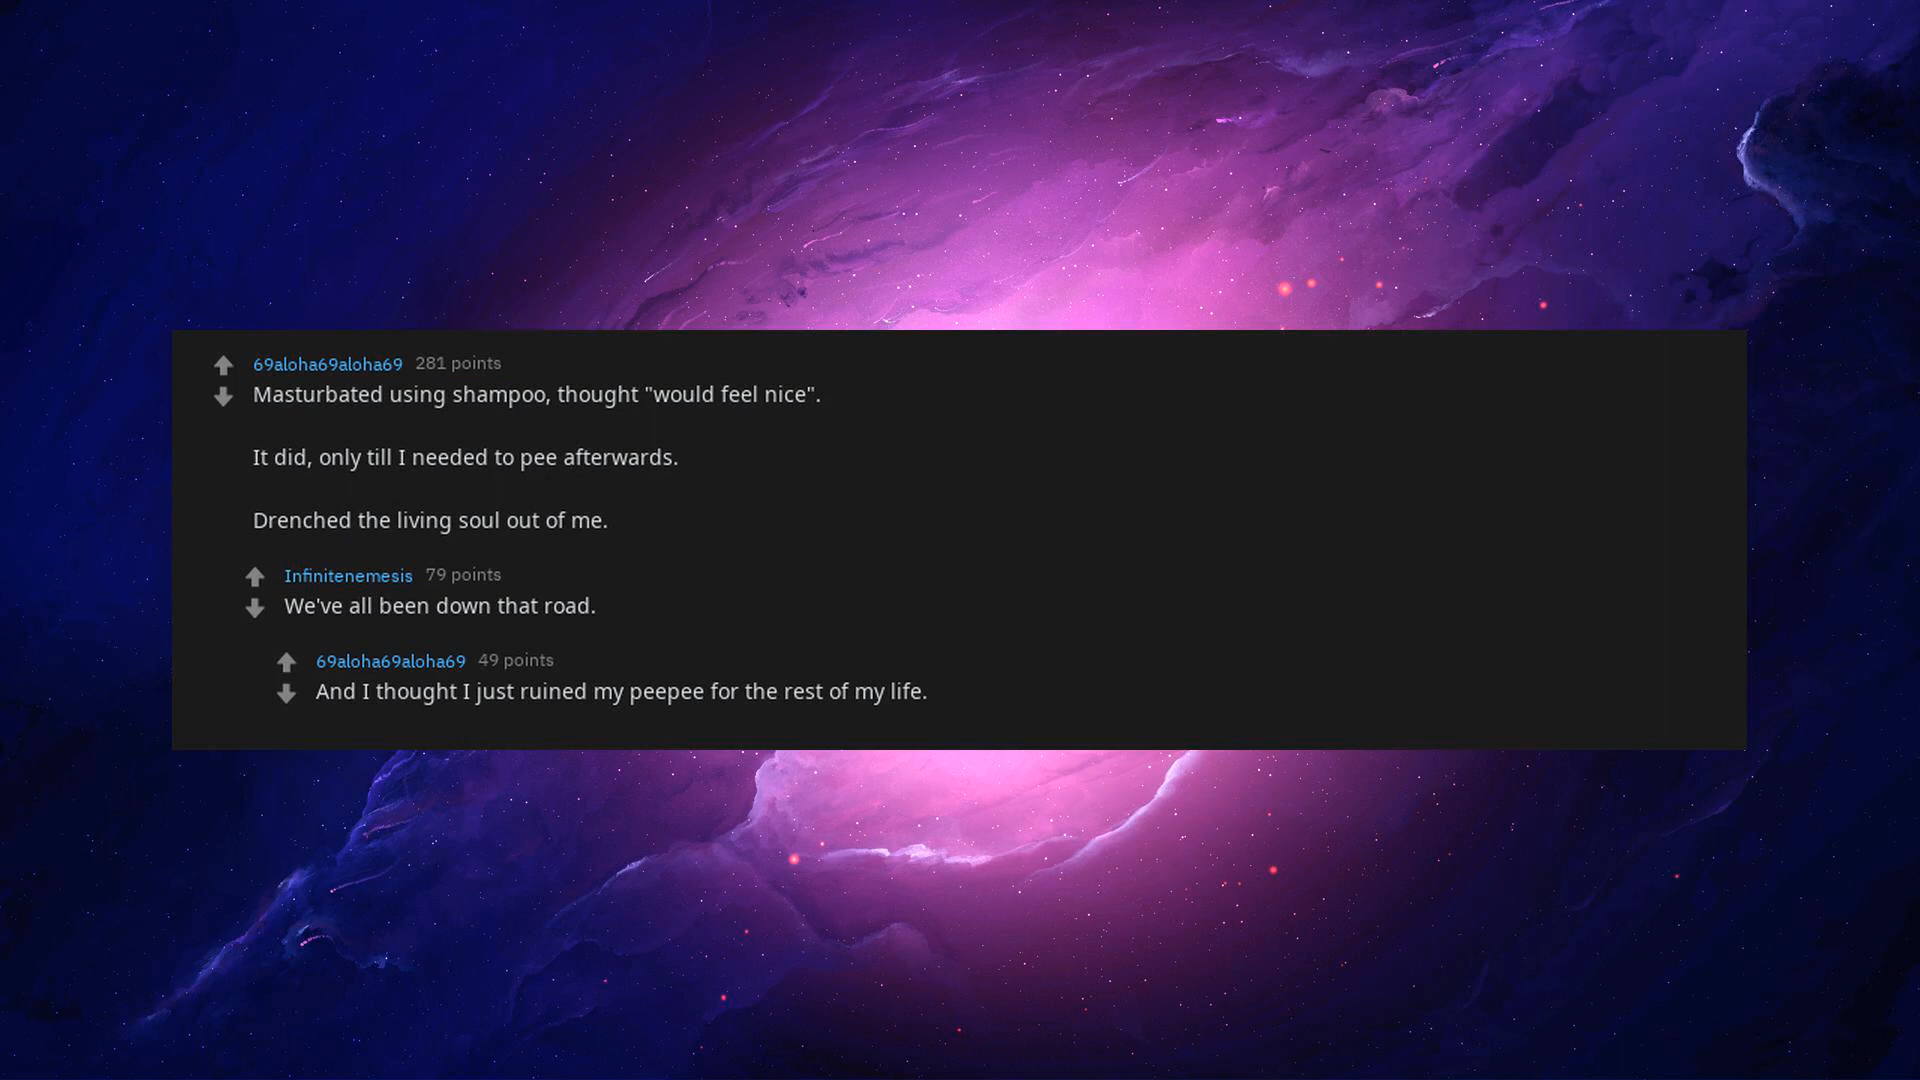 69aloha69aloha69 281 points
Masturbated using shampoo, thought "would feel nice".
It did, only till I needed to pee afterwards.
Drenched the living soul out of me.
Infinitenemesis 79 points
We've all been down that road.
69aloha69aloha69 49 points
And I thought I just ruined my peepee for the rest of my life.